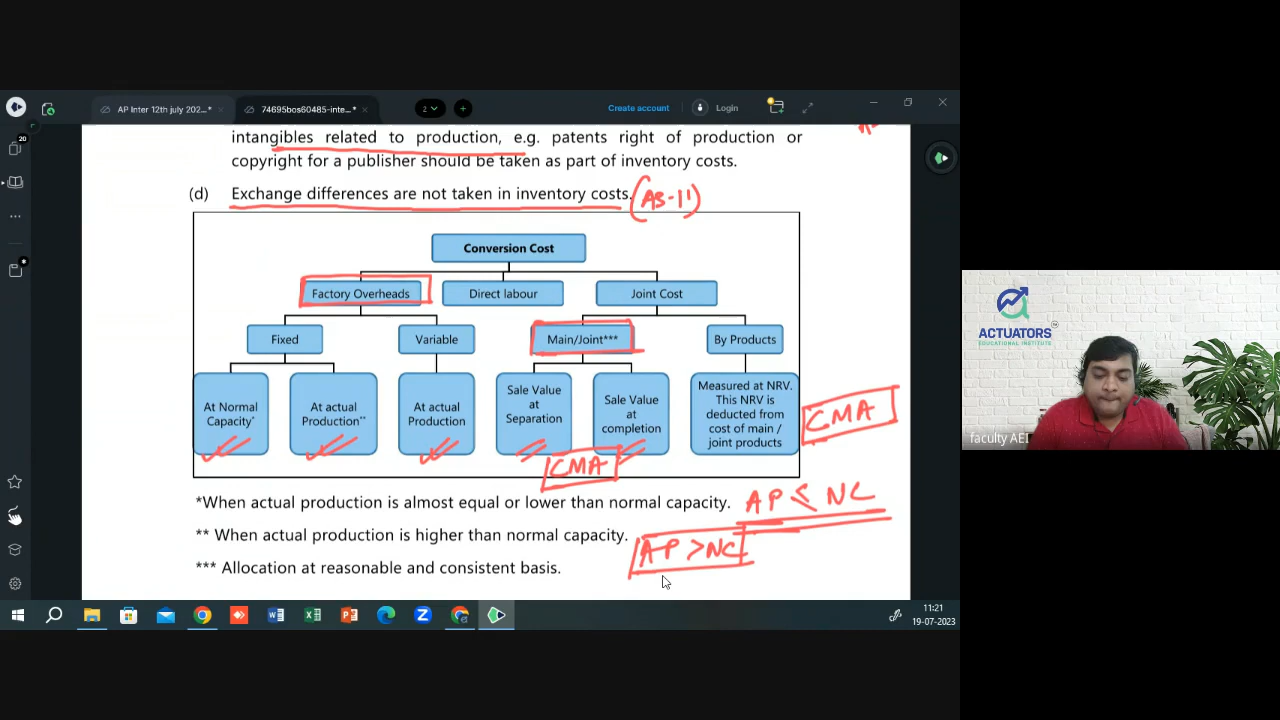 AP Inter 12th july 202...*
74695bos60485-inte...*
2
Create account
Login
20
intangibles related to production, e.g. patents right of production or
copyright for a publisher should be taken as part of inventory costs.
(d) Exchange differences are not taken in inventory costs. (AS-11)
Conversion Cost
Factory Overheads
Direct labour
Joint Cost
Fixed
Variable
Main/Joint***
By Products
At Normal
Capacity*
At actual
Production**
At actual
Production
Sale Value
at
Separation
Sale Value
at
completion
Measured at NRV.
This NRV is
deducted from
cost of main /
joint products
CMA
CMA
*When actual production is almost equal or lower than normal capacity. AP ≤ NC
** When actual production is higher than normal capacity. AP > NC
*** Allocation at reasonable and consistent basis.
ACTUATORS
EDUCATIONAL INSTITUTE
faculty AEI
11:21
19-07-2023